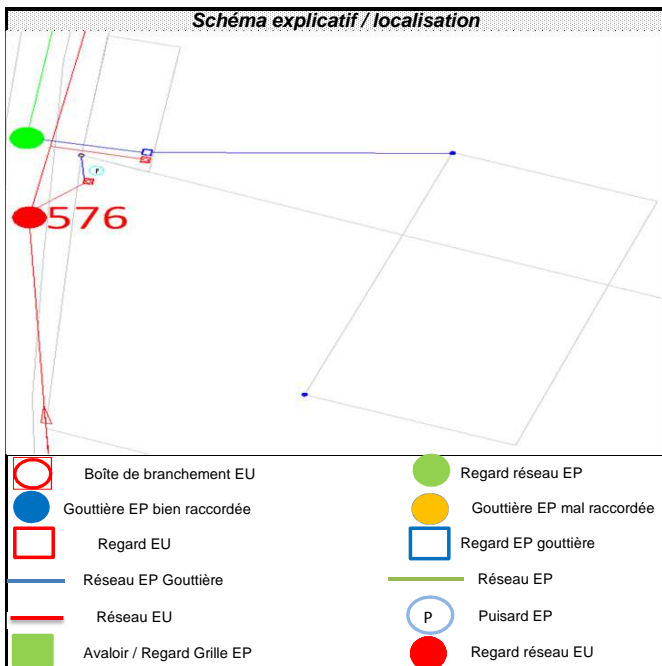 Schéma explicatif / localisation
P
576
Boîte de branchement EU
Regard réseau EP
Gouttière EP bien raccordée
Gouttière EP mal raccordée
Regard EU
Regard EP gouttière
Réseau EP Gouttière
Réseau EP
Réseau EU
P
Puisard EP
Avaloir / Regard Grille EP
Regard réseau EU